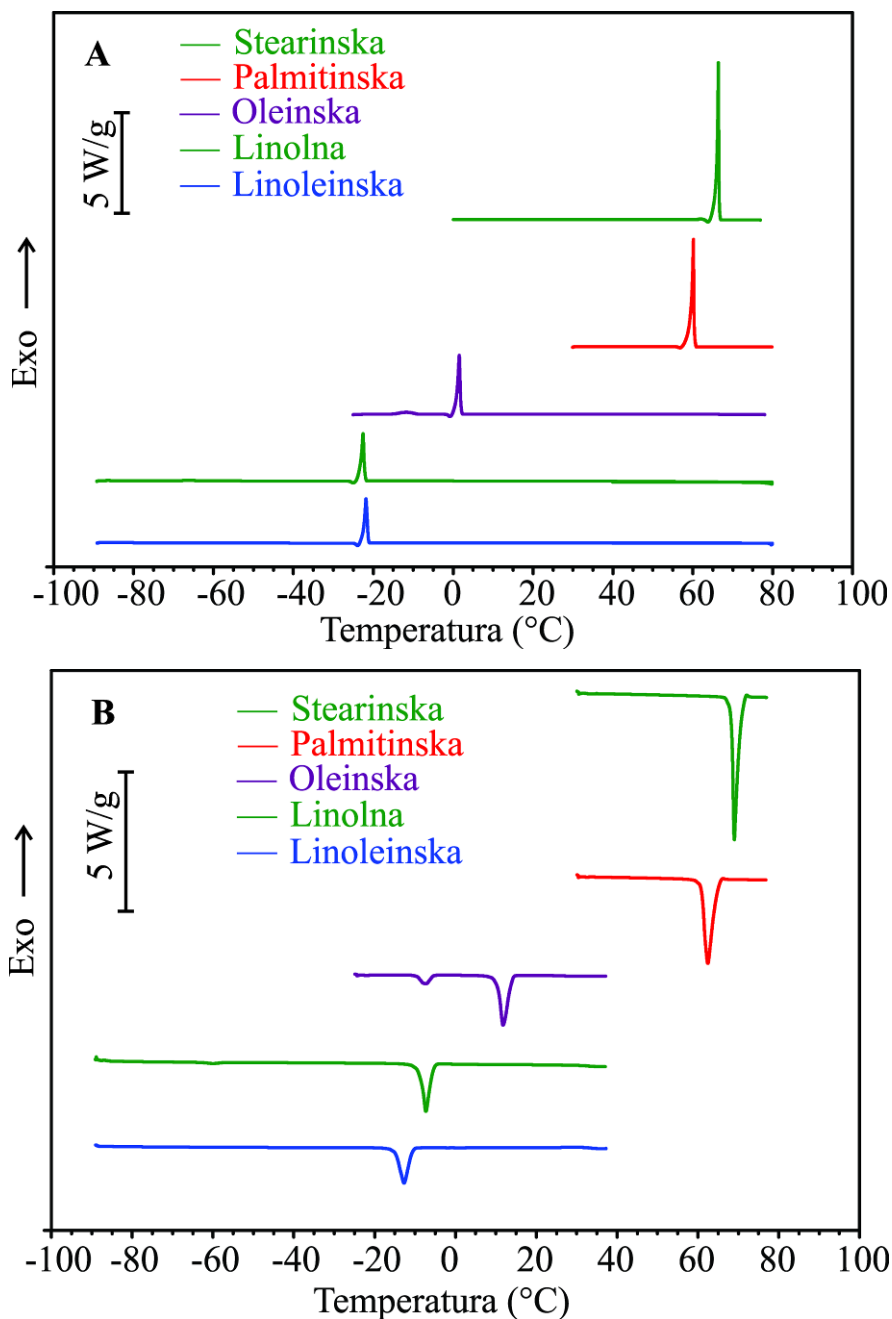 A
Stearinska
Palmitinska
Oleinska
Linolna
Linoleinska
5 W/g
Exo
-100 -80 -60 -40 -20 0 20 40 60 80 100
Temperatura (°C)
B
Stearinska
Palmitinska
Oleinska
Linolna
Linoleinska
5 W/g
Exo
-100 -80 -60 -40 -20 0 20 40 60 80 100
Temperatura (°C)